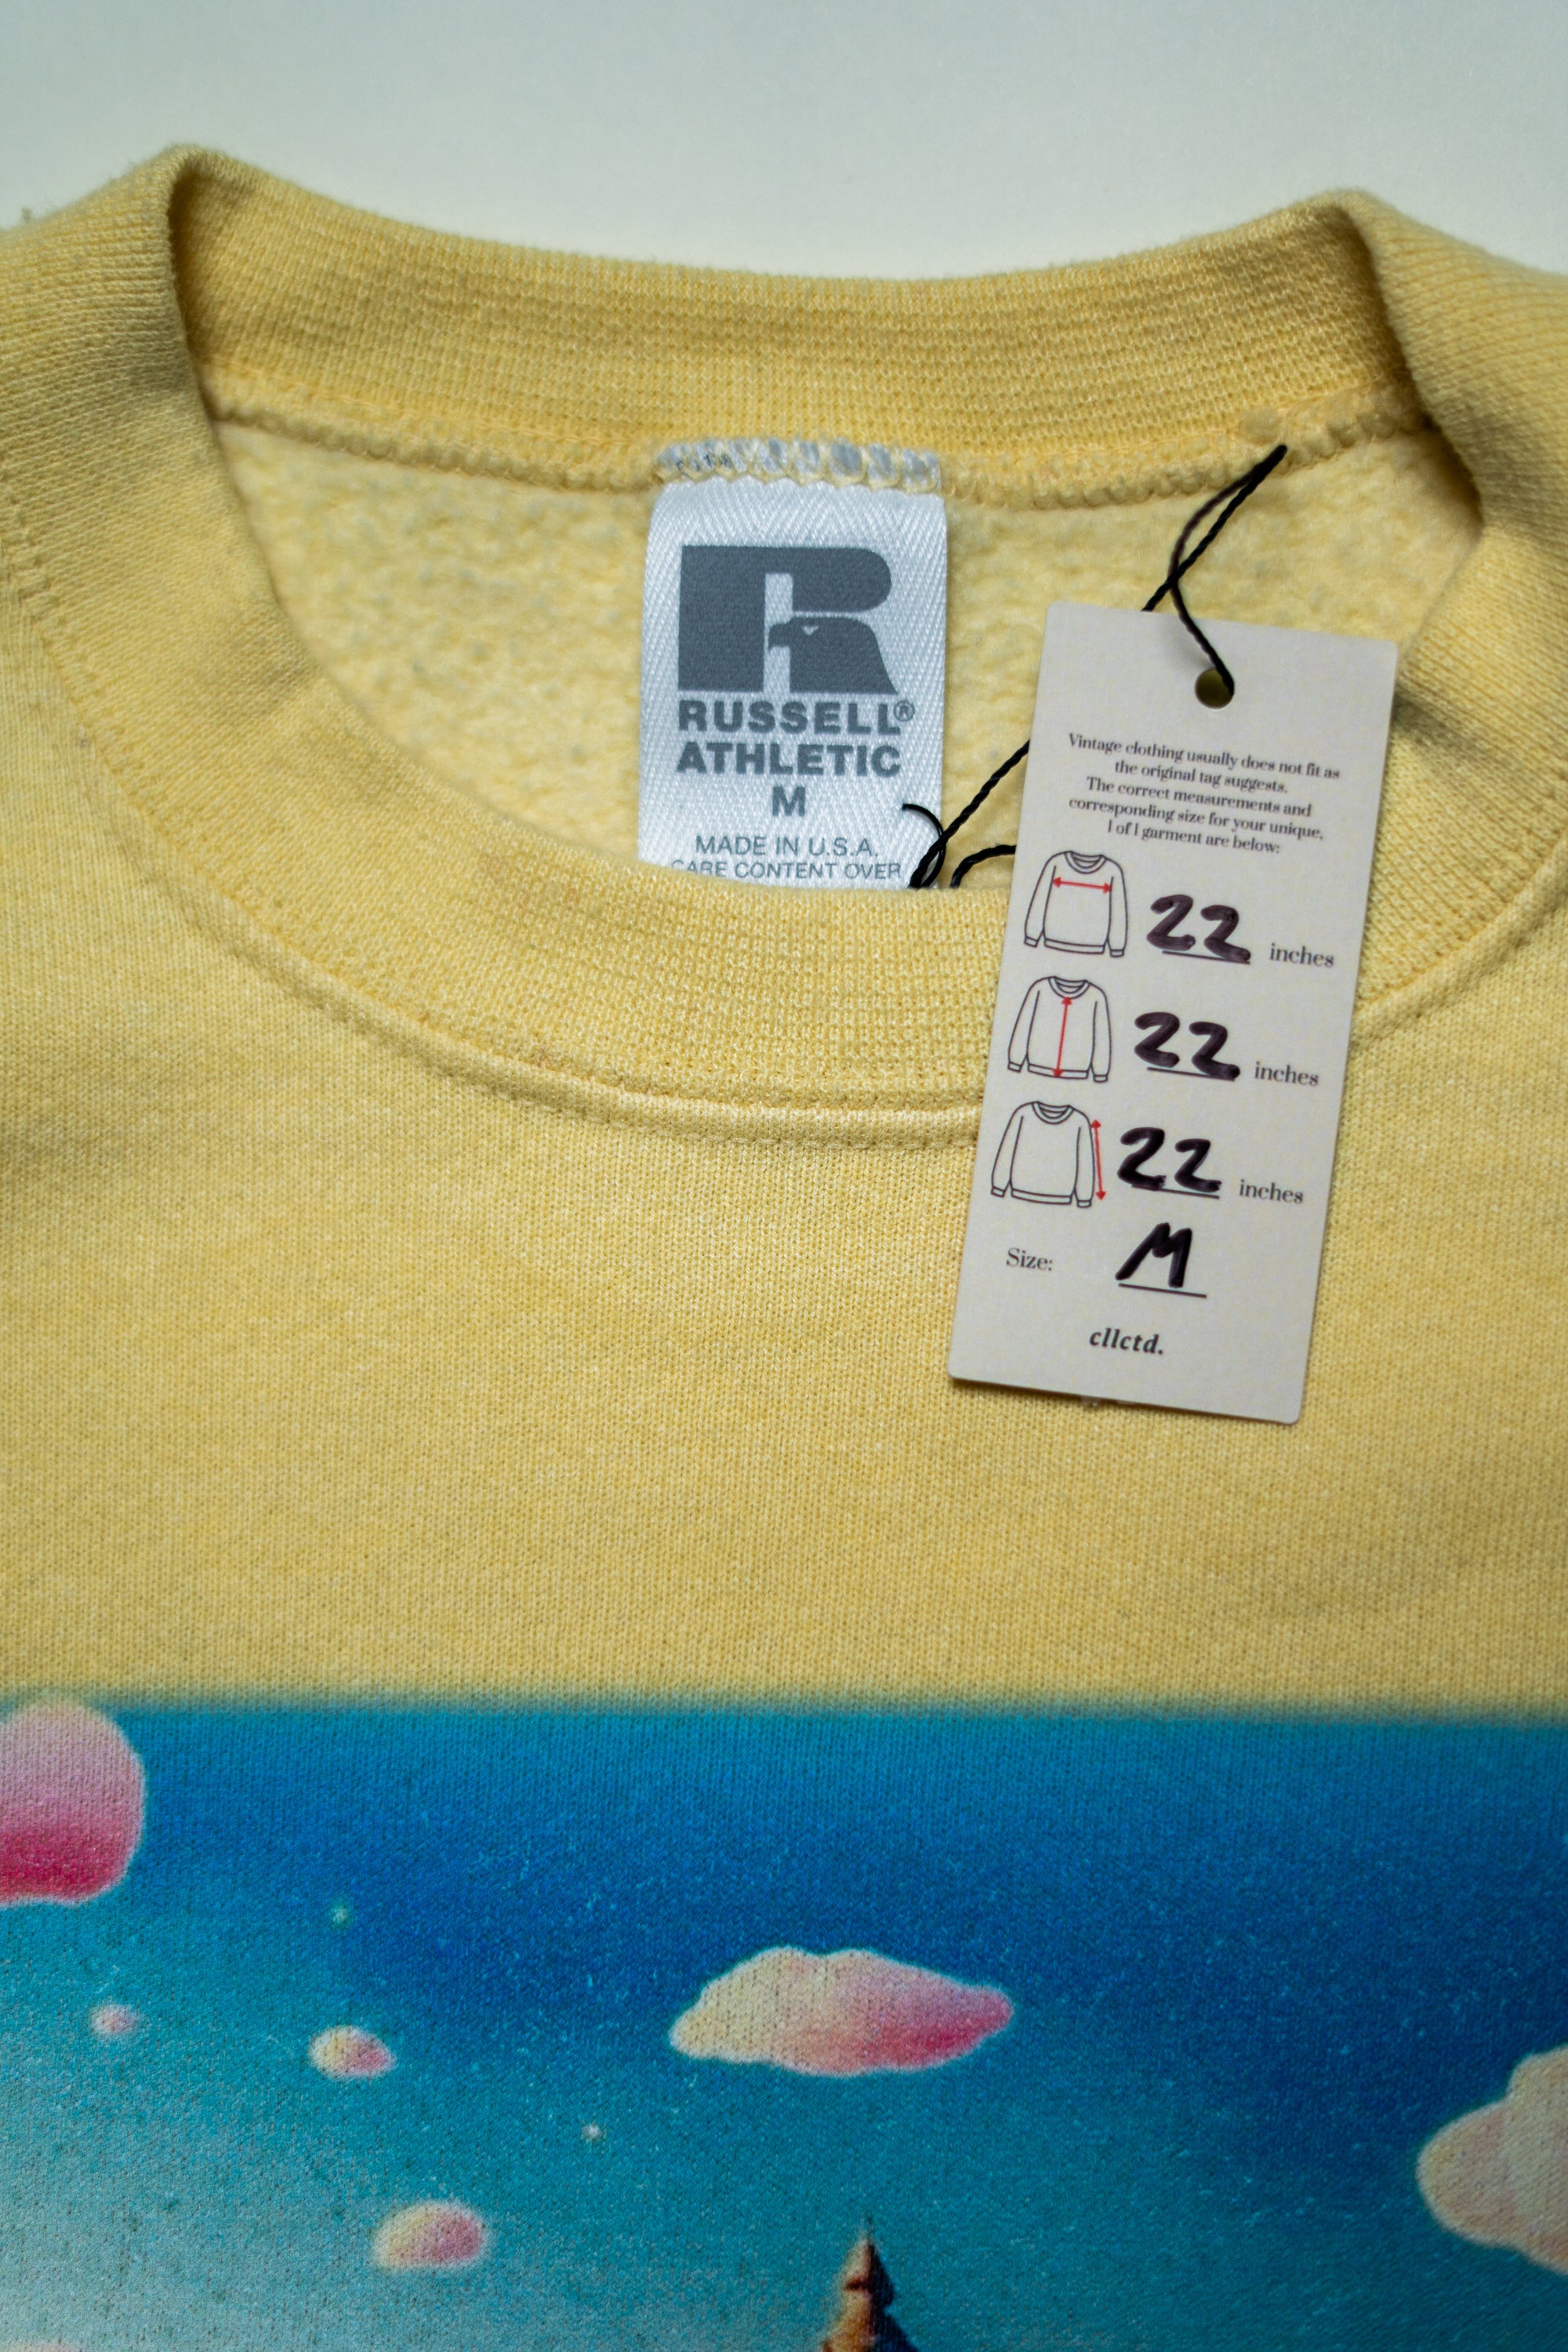 RUSSELL®
ATHLETIC
M
MADE IN U.S.A.
CARE CONTENT OVER
Vintage clothing usually does not fit as
the original tag suggests.
The correct measurements and
corresponding size for your unique,
1 of 1 garment are below:
22 inches
22 inches
22 inches
Size: M
cllctd.